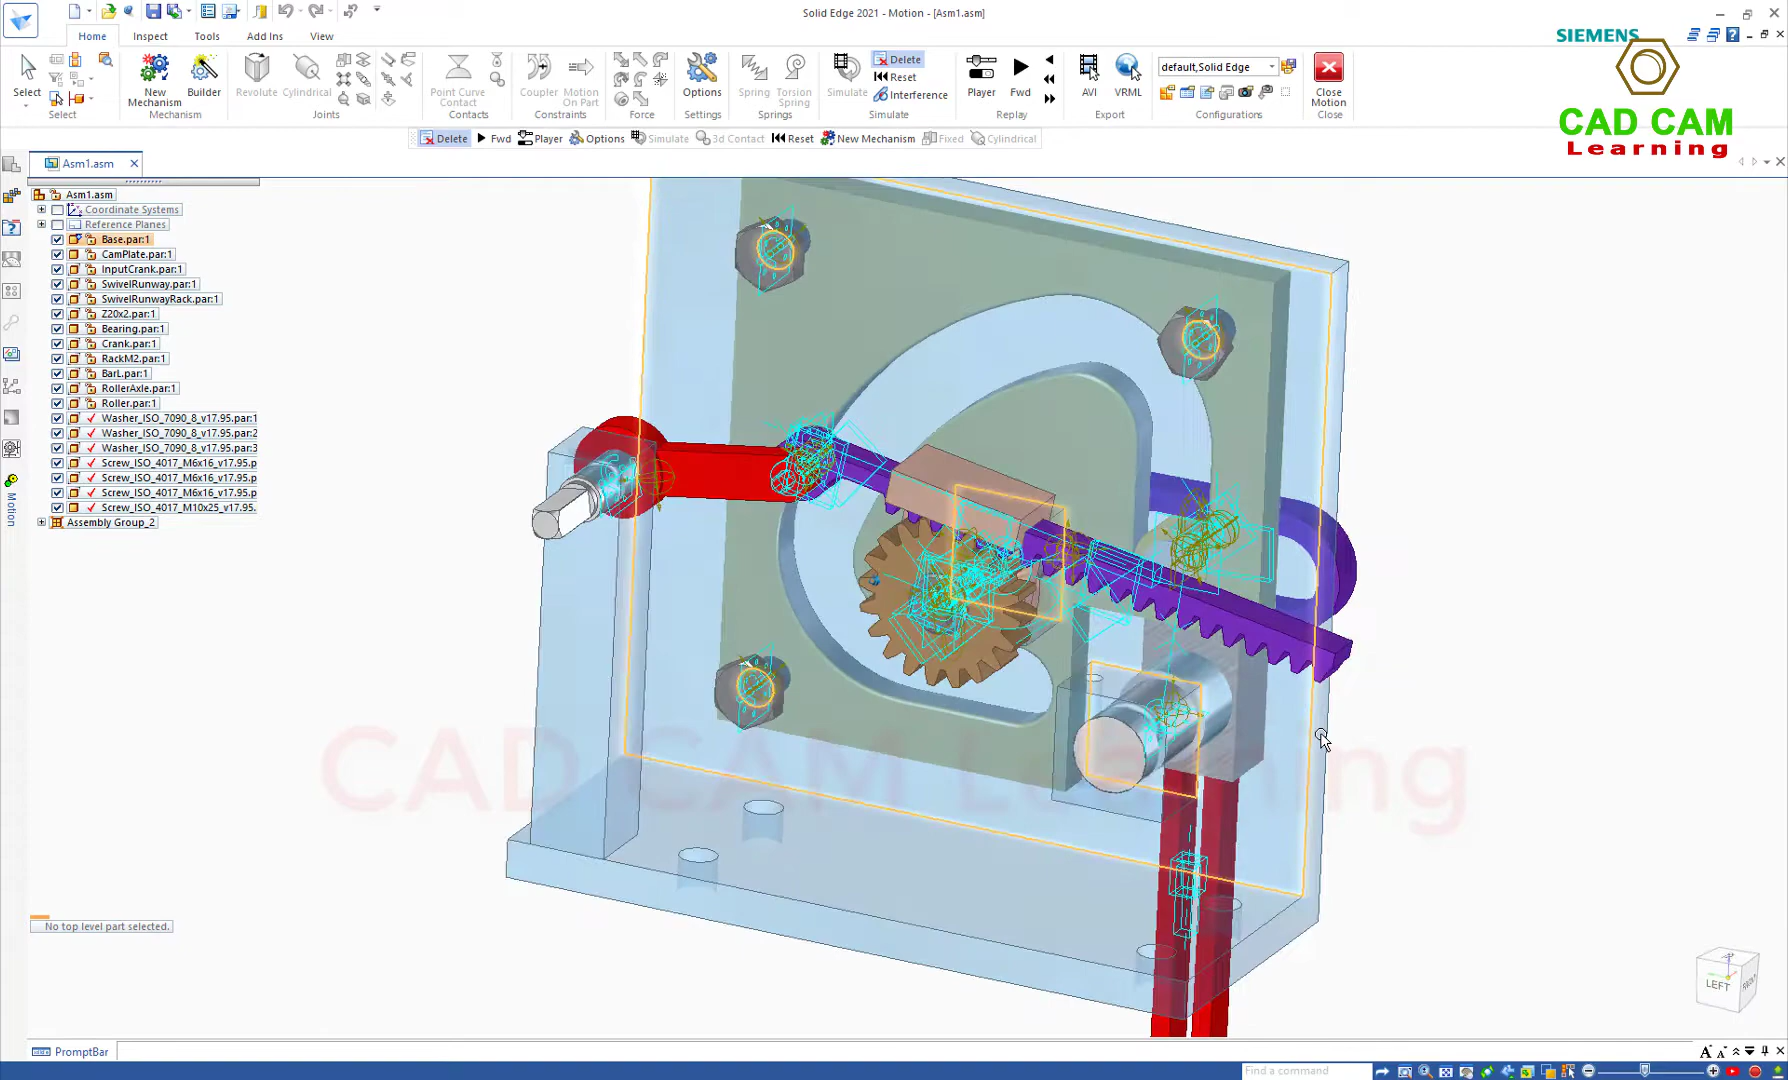 Solid Edge 2021 - Motion - [Asm1.asm]
Home
Inspect
Tools
Add Ins
View
SIEMENS
CAD CAM
Learning
Select
New Mechanism
Builder
Revolute
Cylindrical
Point Curve Contact
Coupler
Motion On Part
Options
Spring
Torsion Spring
Simulate
Delete
Reset
Interference
Player
Fwd
AVI
VRML
default,Solid Edge
Close Motion
Select
Mechanism
Joints
Contacts
Constraints
Force
Settings
Springs
Simulate
Replay
Export
Configurations
Close
Delete
Fwd
Player
Options
Simulate
3d Contact
Reset
New Mechanism
Fixed
Cylindrical
Asm1.asm
Asm1.asm
Coordinate Systems
Reference Planes
Base.par:1
CamPlate.par:1
InputCrank.par:1
SwivelRunway.par:1
SwivelRunwayRack.par:1
Z20x2.par:1
Bearing.par:1
Crank.par:1
RackM2.par:1
BarL.par:1
RollerAxle.par:1
Roller.par:1
Washer_ISO_7090_8_v17.95.par:1
Washer_ISO_7090_8_v17.95.par:2
Washer_ISO_7090_8_v17.95.par:3
Screw_ISO_4017_M6x16_v17.95.p
Screw_ISO_4017_M6x16_v17.95.p
Screw_ISO_4017_M6x16_v17.95.p
Screw_ISO_4017_M10x25_v17.95.
Assembly Group_2
Motion
CAD CAM Learning
No top level part selected.
LEFT
PromptBar
Find a command